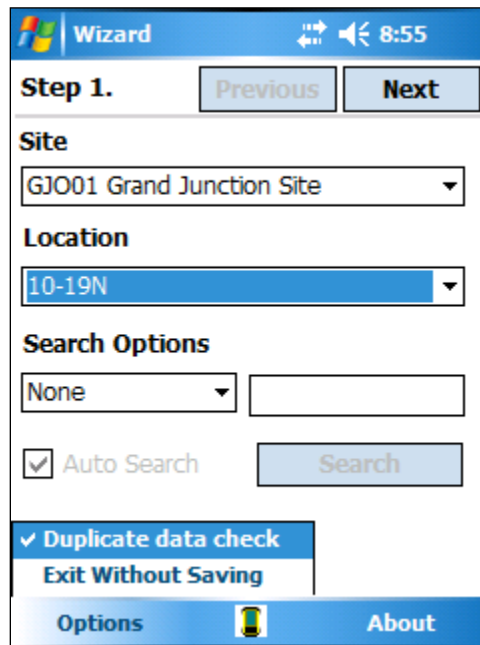 Wizard 8:55
Step 1. Previous Next
Site
GJO01 Grand Junction Site
Location
10-19N
Search Options
None
Auto Search Search
Duplicate data check
Exit Without Saving
Options About